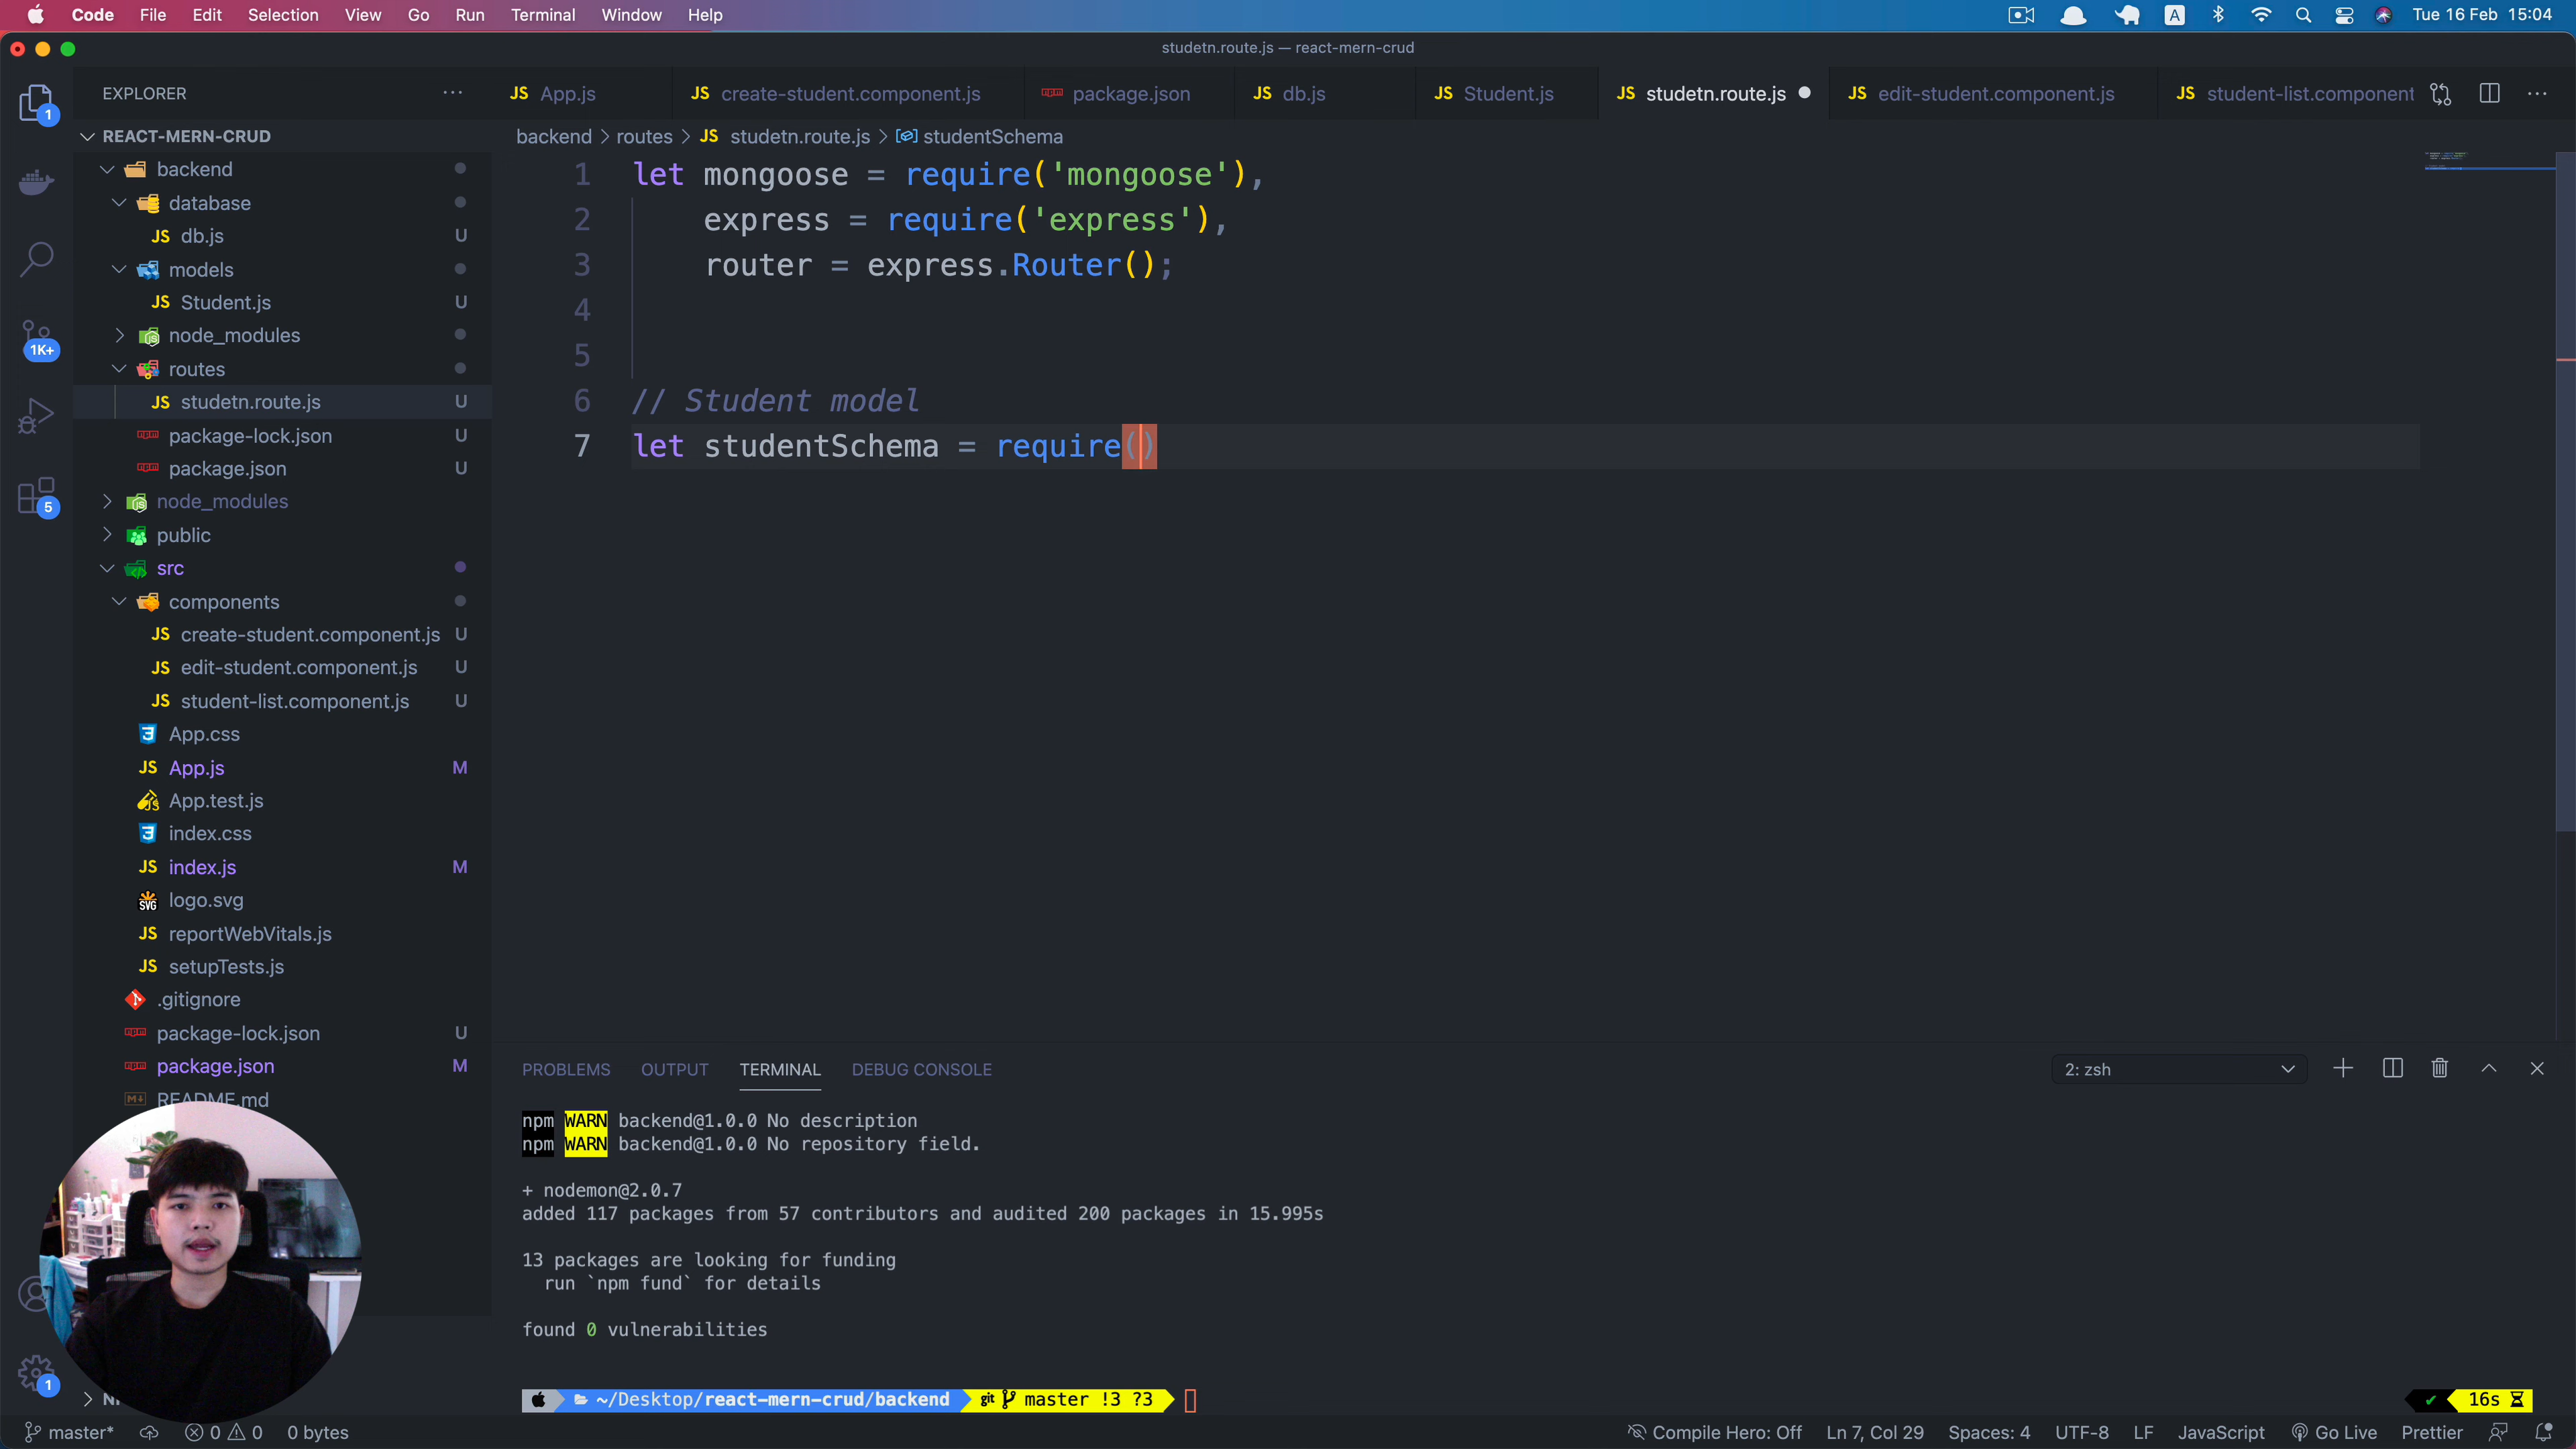 Code File Edit Selection View Go Run Terminal Window Help
A Tue 16 Feb 15:04
studetn.route.js — react-mern-crud
EXPLORER ···
JS App.js JS create-student.component.js package.json JS db.js JS Student.js JS studetn.route.js JS edit-student.component.js JS student-list.component ···
1
REACT-MERN-CRUD
backend > routes > JS studetn.route.js > studentSchema
backend
database
JS db.js U
models
JS Student.js U
node_modules
routes
JS studetn.route.js U
package-lock.json U
package.json U
node_modules
public
src
components
JS create-student.component.js U
JS edit-student.component.js U
JS student-list.component.js U
App.css
JS App.js M
App.test.js
index.css
JS index.js M
SVG logo.svg
JS reportWebVitals.js
JS setupTests.js
.gitignore
package-lock.json U
package.json M
M↓ README.md
1K+
5
1
1 let mongoose = require('mongoose'),
2 express = require('express'),
3 router = express.Router();
4
5
6 // Student model
7 let studentSchema = require()
PROBLEMS OUTPUT TERMINAL DEBUG CONSOLE 2: zsh
npm WARN backend@1.0.0 No description
npm WARN backend@1.0.0 No repository field.
+ nodemon@2.0.7
added 117 packages from 57 contributors and audited 200 packages in 15.995s
13 packages are looking for funding
run `npm fund` for details
found 0 vulnerabilities
~/Desktop/react-mern-crud/backend git master !3 ?3 ✔ 16s
master* 0 0 0 bytes Compile Hero: Off Ln 7, Col 29 Spaces: 4 UTF-8 LF JavaScript Go Live Prettier